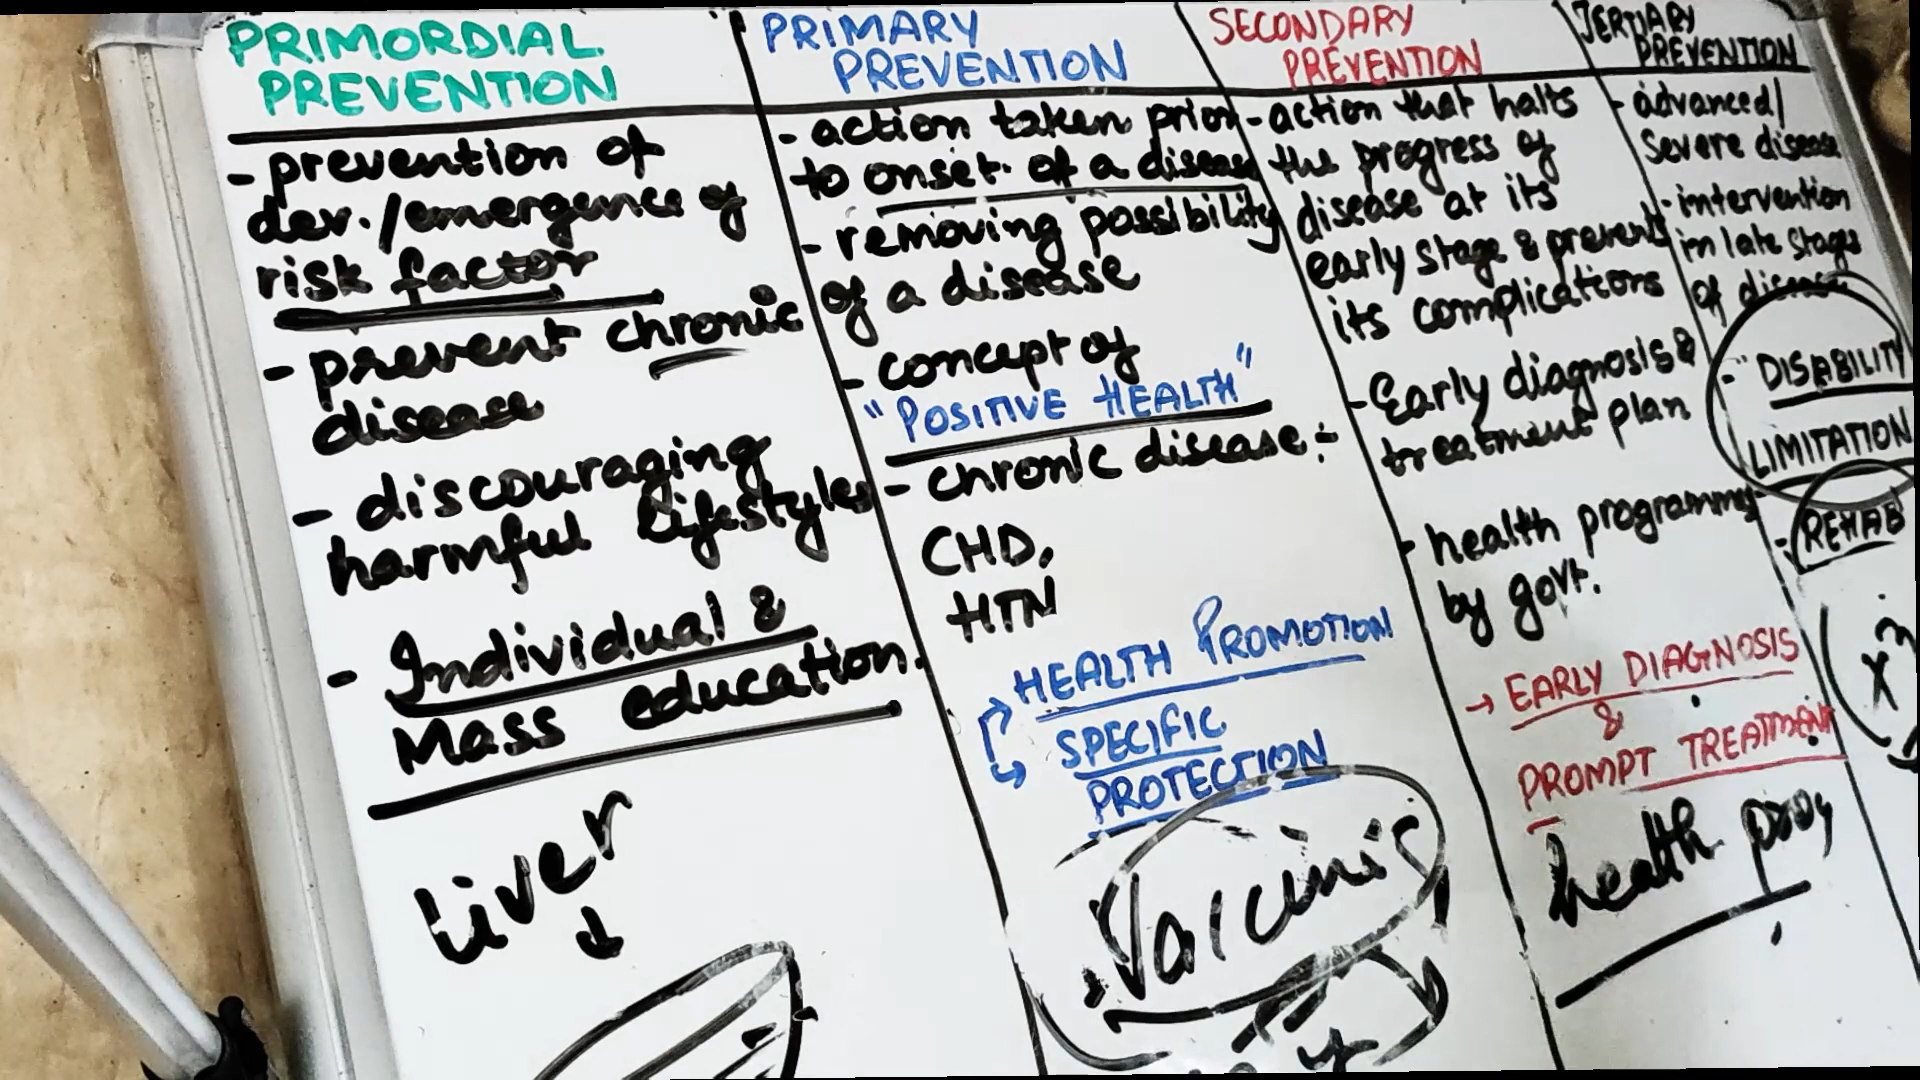 PRIMORDIAL
PREVENTION
- prevention of
dev./emergence of
risk factor
- prevent chronic
disease
- discouraging
harmful lifestyles
- Individual &
Mass education.
Liver
PRIMARY
PREVENTION
- action taken prior
to onset of a disease
- removing possibility
of a disease
- concept of
"POSITIVE HEALTH"
- chronic disease:-
CHD,
HTN
HEALTH PROMOTION
SPECIFIC
PROTECTION
SECONDARY
PREVENTION
- action that halts
the progress of
disease at its
early stage & prevents
its complications
- Early diagnosis &
treatment plan
- health programmes
by govt.
→ EARLY DIAGNOSIS
&
PROMPT TREATMENT
health prog
TERTIARY
PREVENTION
- advanced/
severe disease
- intervention
in late stages
of disease
- "DISABILITY
LIMITATION
- REHAB